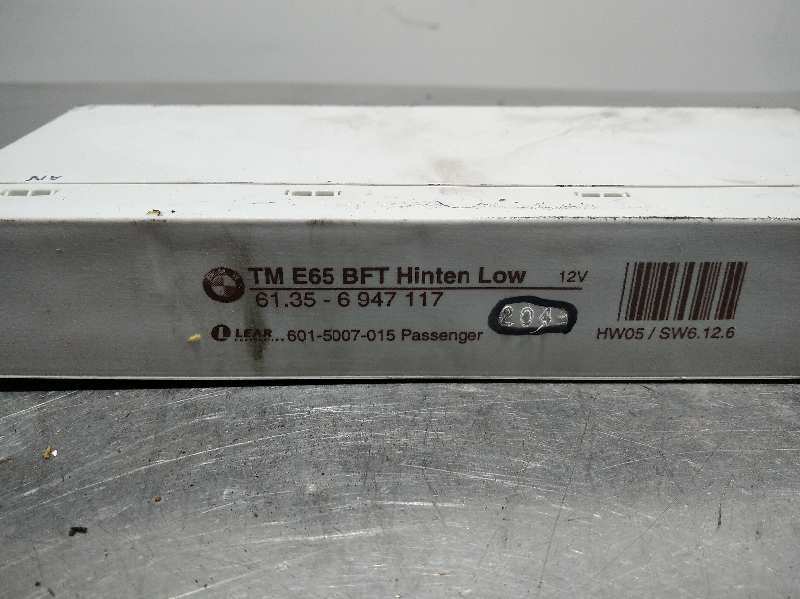 TM E65 BFT Hinten Low 12V
61.35 - 6 947 117
204
LEAR 601-5007-015 Passenger
HW05 / SW6.12.6